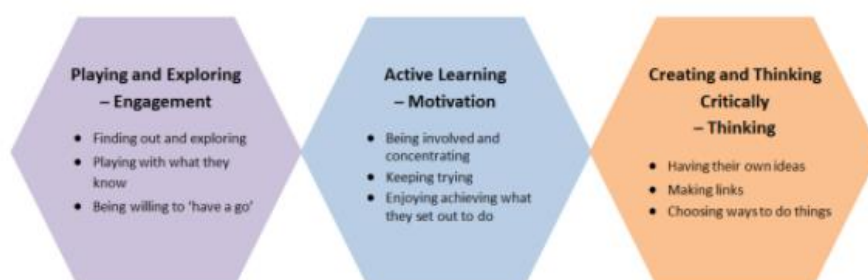 Playing and Exploring
– Engagement
• Finding out and exploring
• Playing with what they
know
• Being willing to 'have a go'
Active Learning
– Motivation
• Being involved and
concentrating
• Keeping trying
• Enjoying achieving what
they set out to do
Creating and Thinking
Critically
– Thinking
• Having their own ideas
• Making links
• Choosing ways to do things